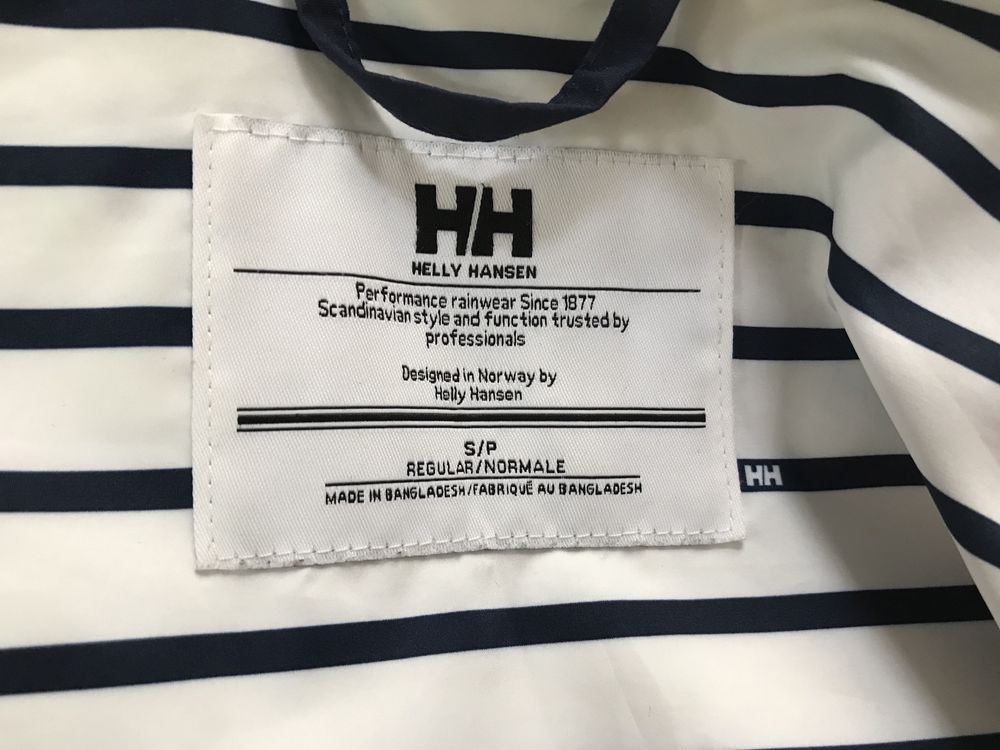 H/H
HELLY HANSEN
Performance rainwear Since 1877
Scandinavian style and function trusted by
professionals
Designed in Norway by
Helly Hansen
S/P
REGULAR/NORMALE
MADE IN BANGLADESH/FABRIQUÉ AU BANGLADESH
HH